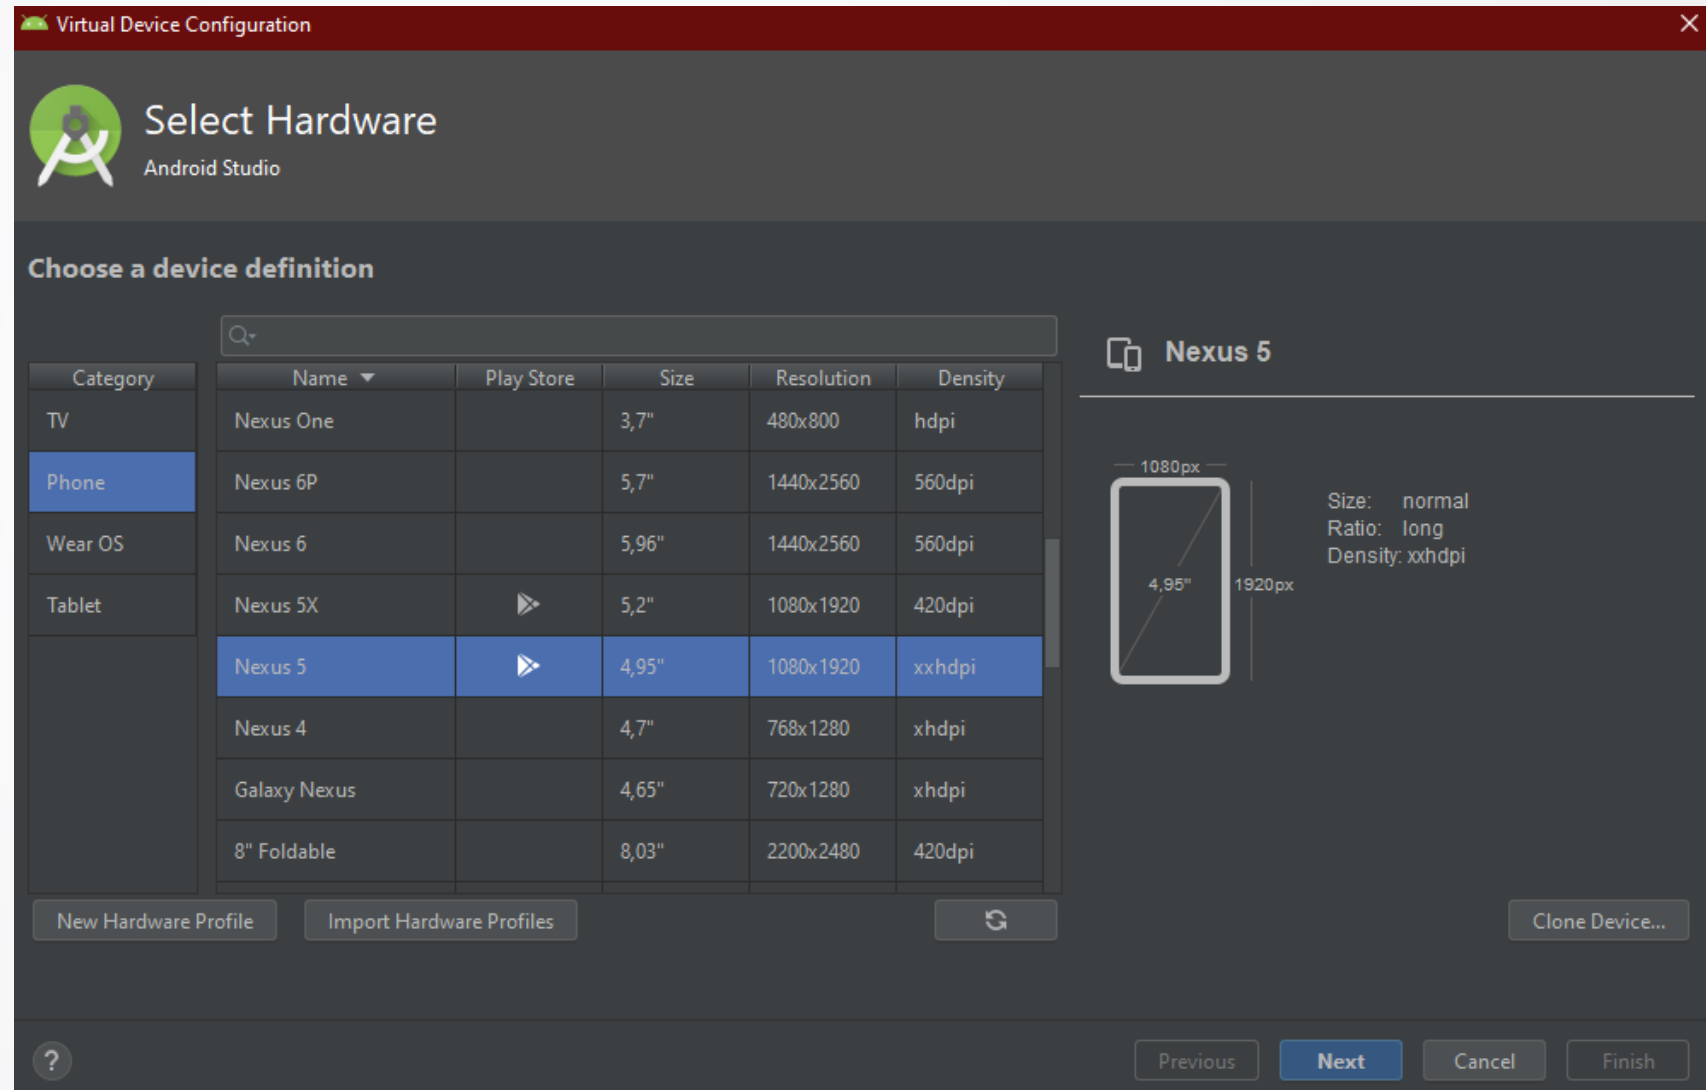 Virtual Device Configuration
Select Hardware
Android Studio
Choose a device definition
Category
TV
Phone
Wear OS
Tablet
Name Play Store Size Resolution Density
Nexus One 3,7" 480x800 hdpi
Nexus 6P 5,7" 1440x2560 560dpi
Nexus 6 5,96" 1440x2560 560dpi
Nexus 5X 5,2" 1080x1920 420dpi
Nexus 5 4,95" 1080x1920 xxhdpi
Nexus 4 4,7" 768x1280 xhdpi
Galaxy Nexus 4,65" 720x1280 xhdpi
8" Foldable 8,03" 2200x2480 420dpi
Nexus 5
1080px
4,95"
1920px
Size: normal
Ratio: long
Density: xxhdpi
New Hardware Profile Import Hardware Profiles Clone Device...
? Previous Next Cancel Finish